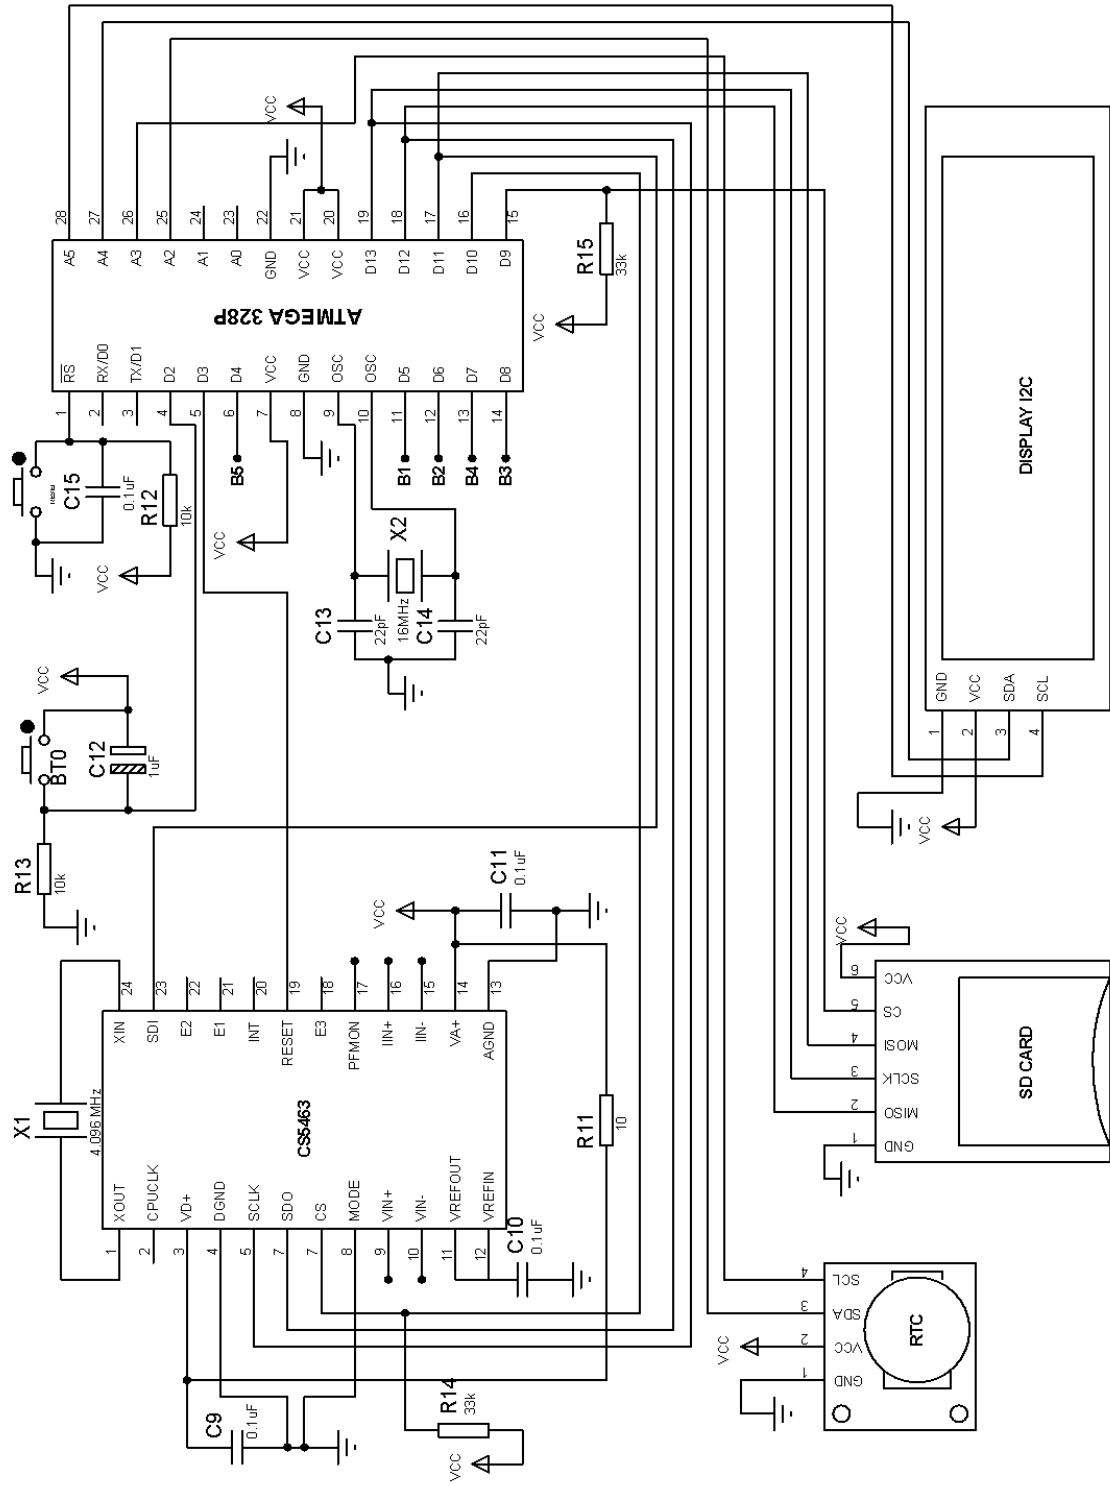 VCC
28
27
26
25
24
23
22
21
20
19
18
17
16
15
A5
A4
A3
A2
A1
A0
GND
VCC
VCC
D13
D12
D11
D10
D9
R15
33k
VCC
ATMEGA 328P
RS
RX/D0
TX/D1
D2
D3
D4
VCC
GND
OSC
OSC
D5
D6
D7
D8
1
2
3
4
5
6
7
8
9
10
11
12
13
14
C15
0.1uF
R12
10k
VCC
B5
VCC
B1
B2
B4
B3
X2
16MHz
C13
22pF
C14
22pF
VCC
BT0
C12
1uF
R13
10k
DISPLAY I2C
GND
VCC
SDA
SCL
1
2
3
4
VCC
VCC
C11
0.1uF
24
23
22
21
20
19
18
17
16
15
14
13
XIN
SDI
E2
E1
INT
RESET
E3
PFMON
IIN+
IIN-
VA+
AGND
X1
4.096 MHz
CS5463
R11
10
XOUT
CPUCLK
VD+
DGND
SCLK
SDO
CS
MODE
VIN+
VIN-
VREFOUT
VREFIN
1
2
3
4
5
7
7
8
9
10
11
12
C10
0.1uF
C9
0.1uF
R14
33k
VCC
VCC
6
5
4
3
2
1
VCC
CS
MOSI
SCLK
MISO
GND
SD CARD
4
3
2
1
SCL
SDA
VCC
GND
VCC
RTC